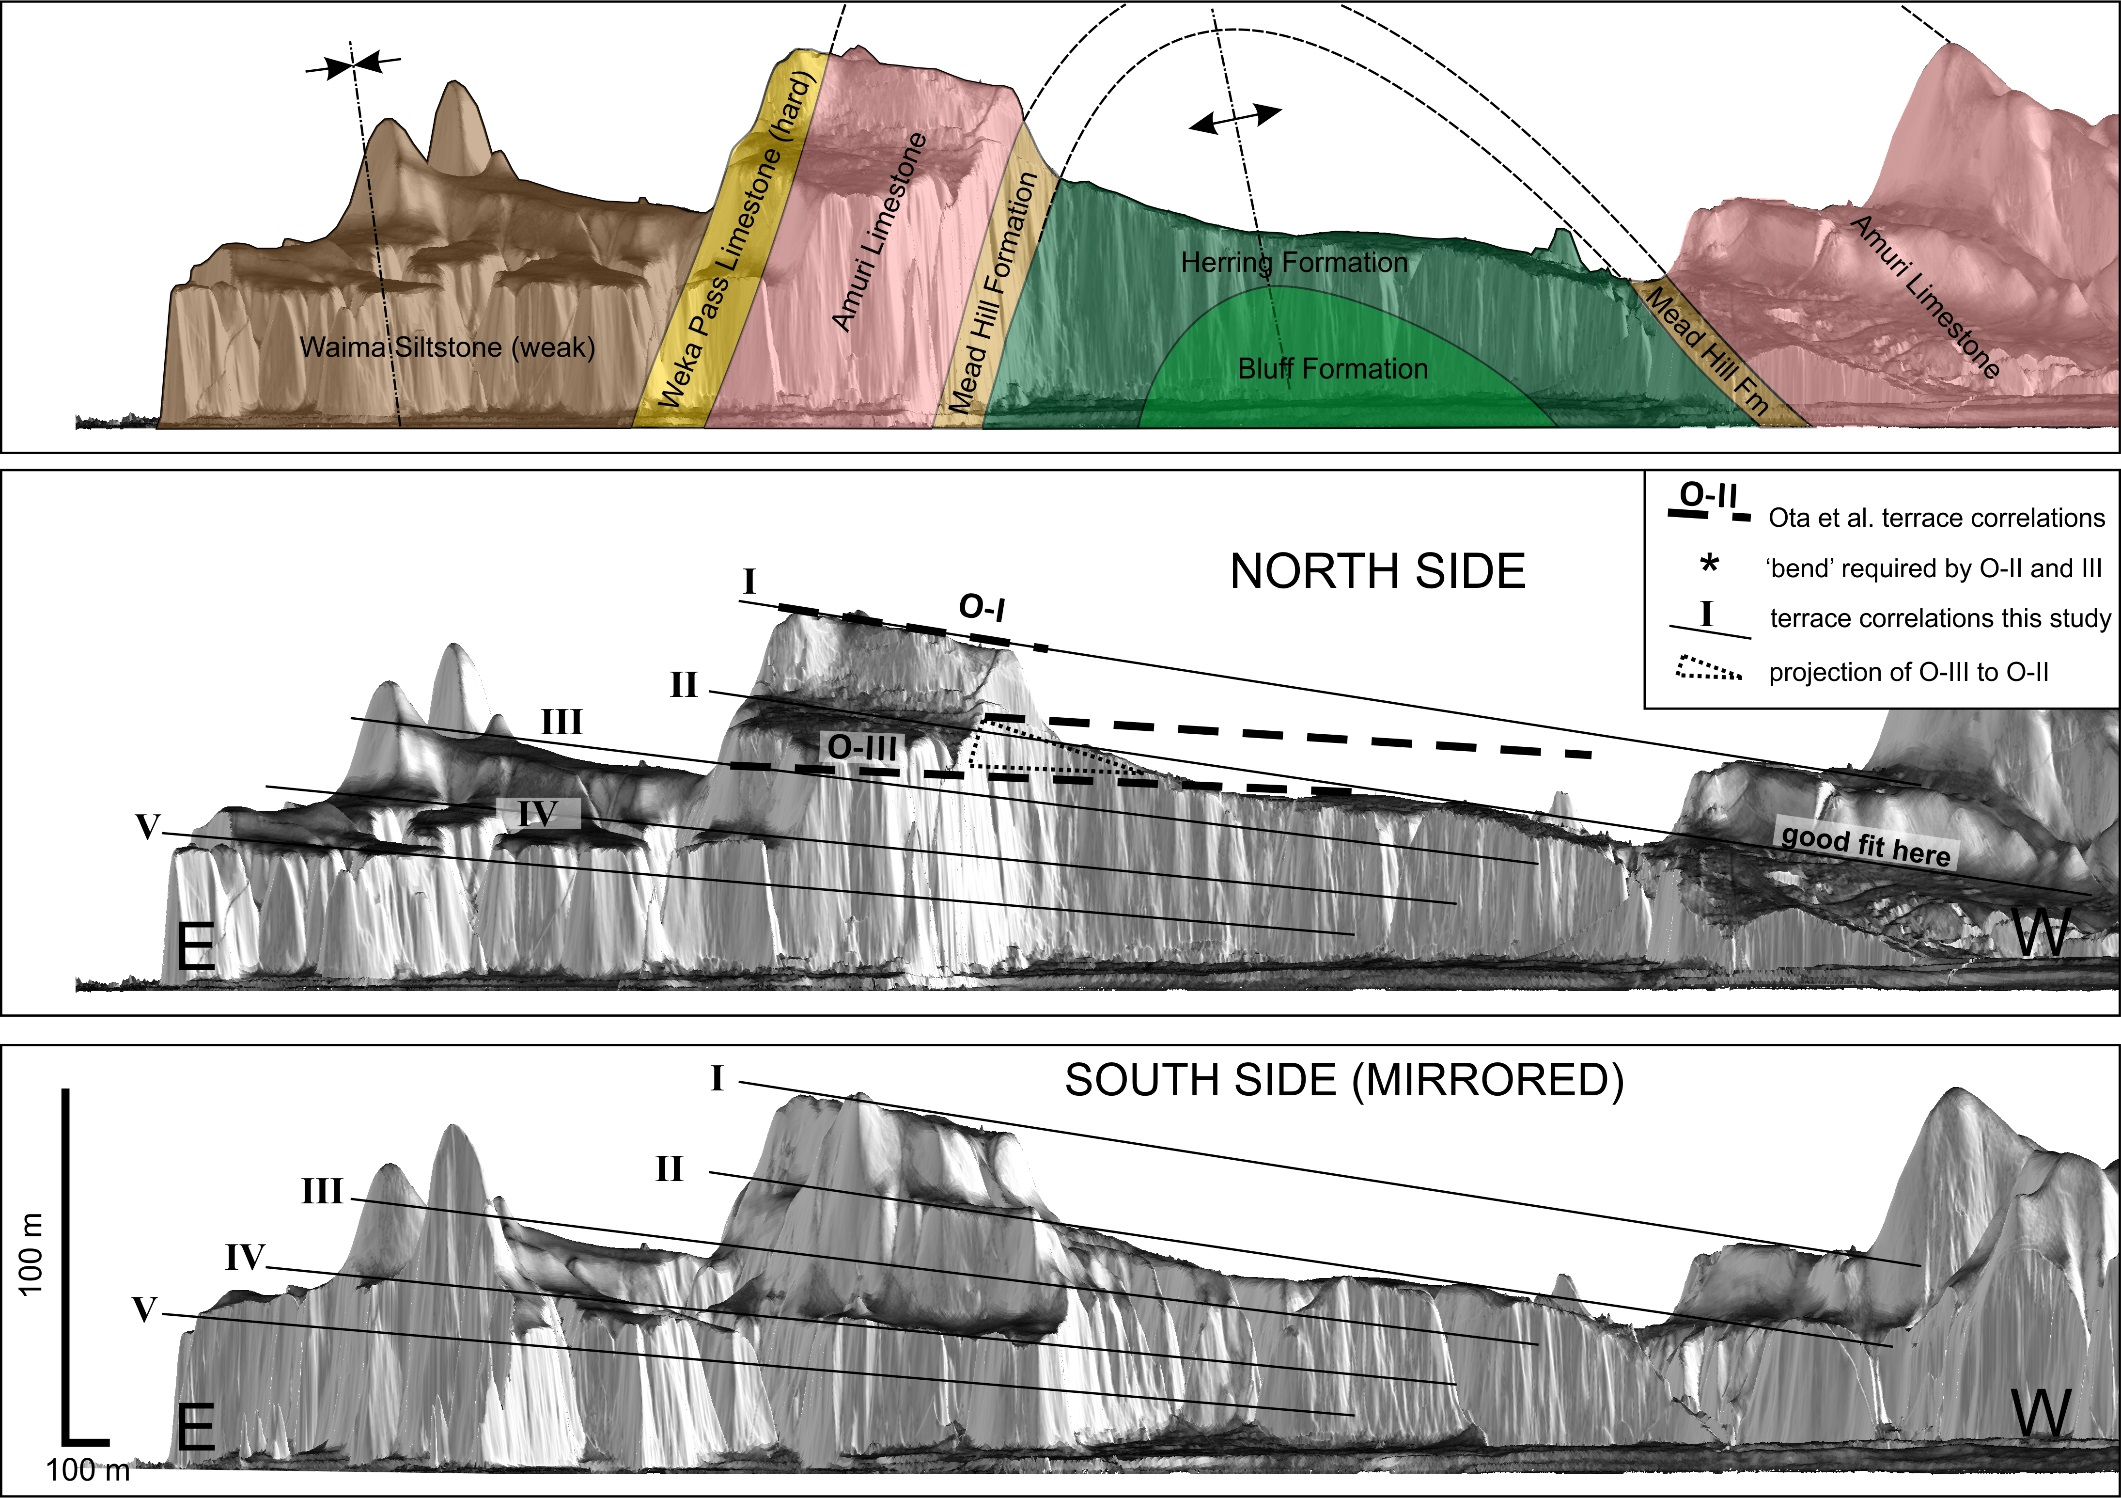 Weka Pass Limestone (hard)
Amuri Limestone
Mead Hill Formation
Herring Formation
Amuri Limestone
Waima Siltstone (weak)
Bluff Formation
Mead Hill Fm
O-II
Ota et al. terrace correlations
* ‘bend’ required by O-II and III
I
terrace correlations this study
projection of O-III to O-II
NORTH SIDE
I
O-I
II
III
O-III
IV
V
good fit here
E
W
SOUTH SIDE (MIRRORED)
I
II
III
IV
V
E
W
100 m
100 m